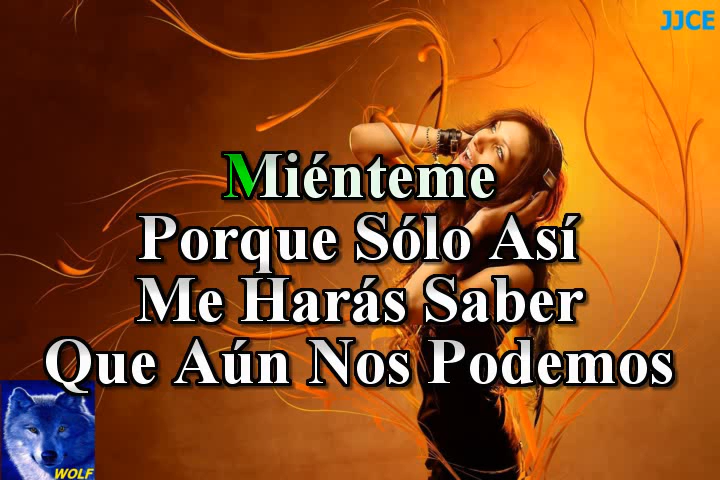 JJCE
Miénteme
Porque Sólo Así
Me Harás Saber
Que Aún Nos Podemos
WOLF